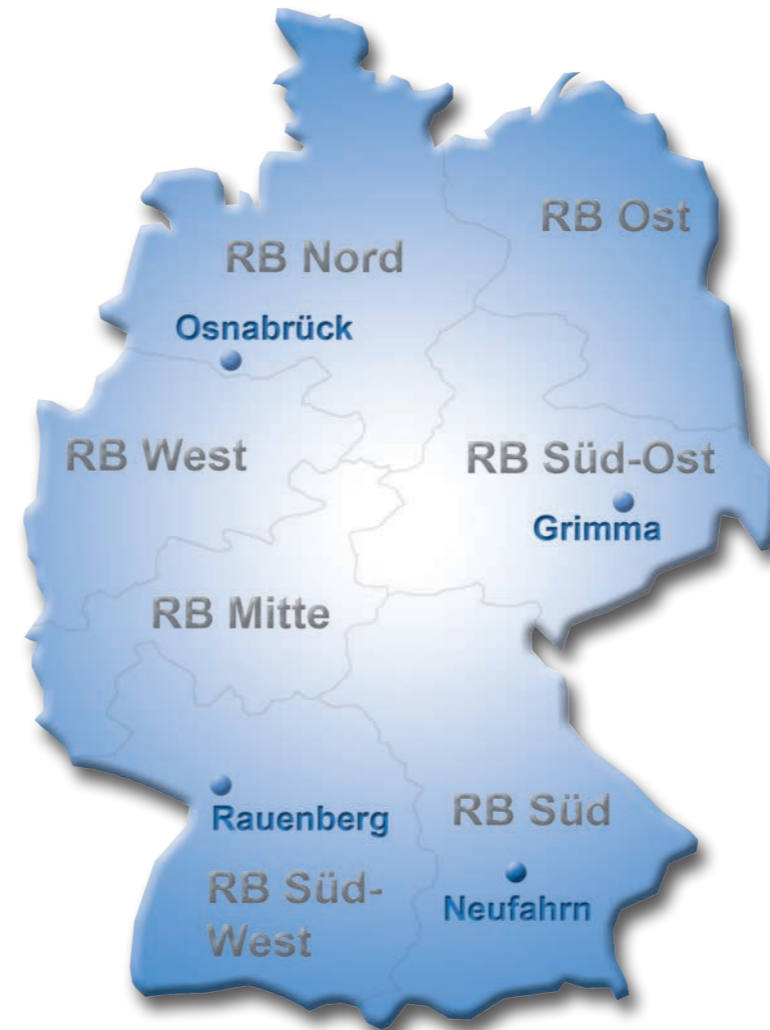 RB Ost
RB Nord
Osnabrück
RB West
RB Süd-Ost
Grimma
RB Mitte
Rauenberg
RB Süd
RB Süd-
West
Neufahrn